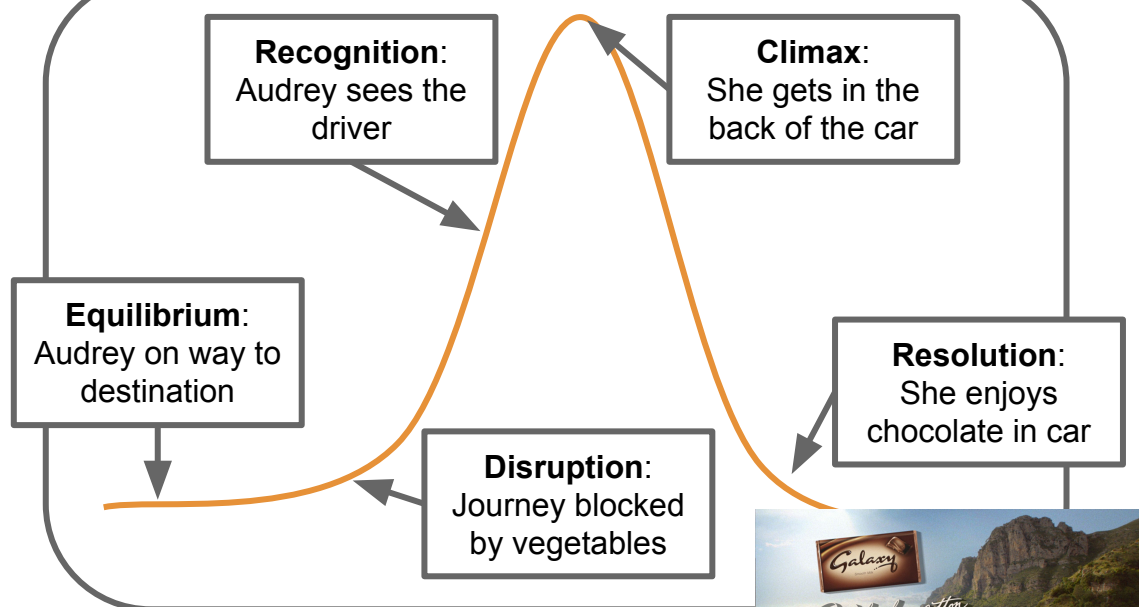 Recognition:
Audrey sees the
driver
Climax:
She gets in the
back of the car
Equilibrium:
Audrey on way to
destination
Resolution:
She enjoys
chocolate in car
Disruption:
Journey blocked
by vegetables
Galaxy